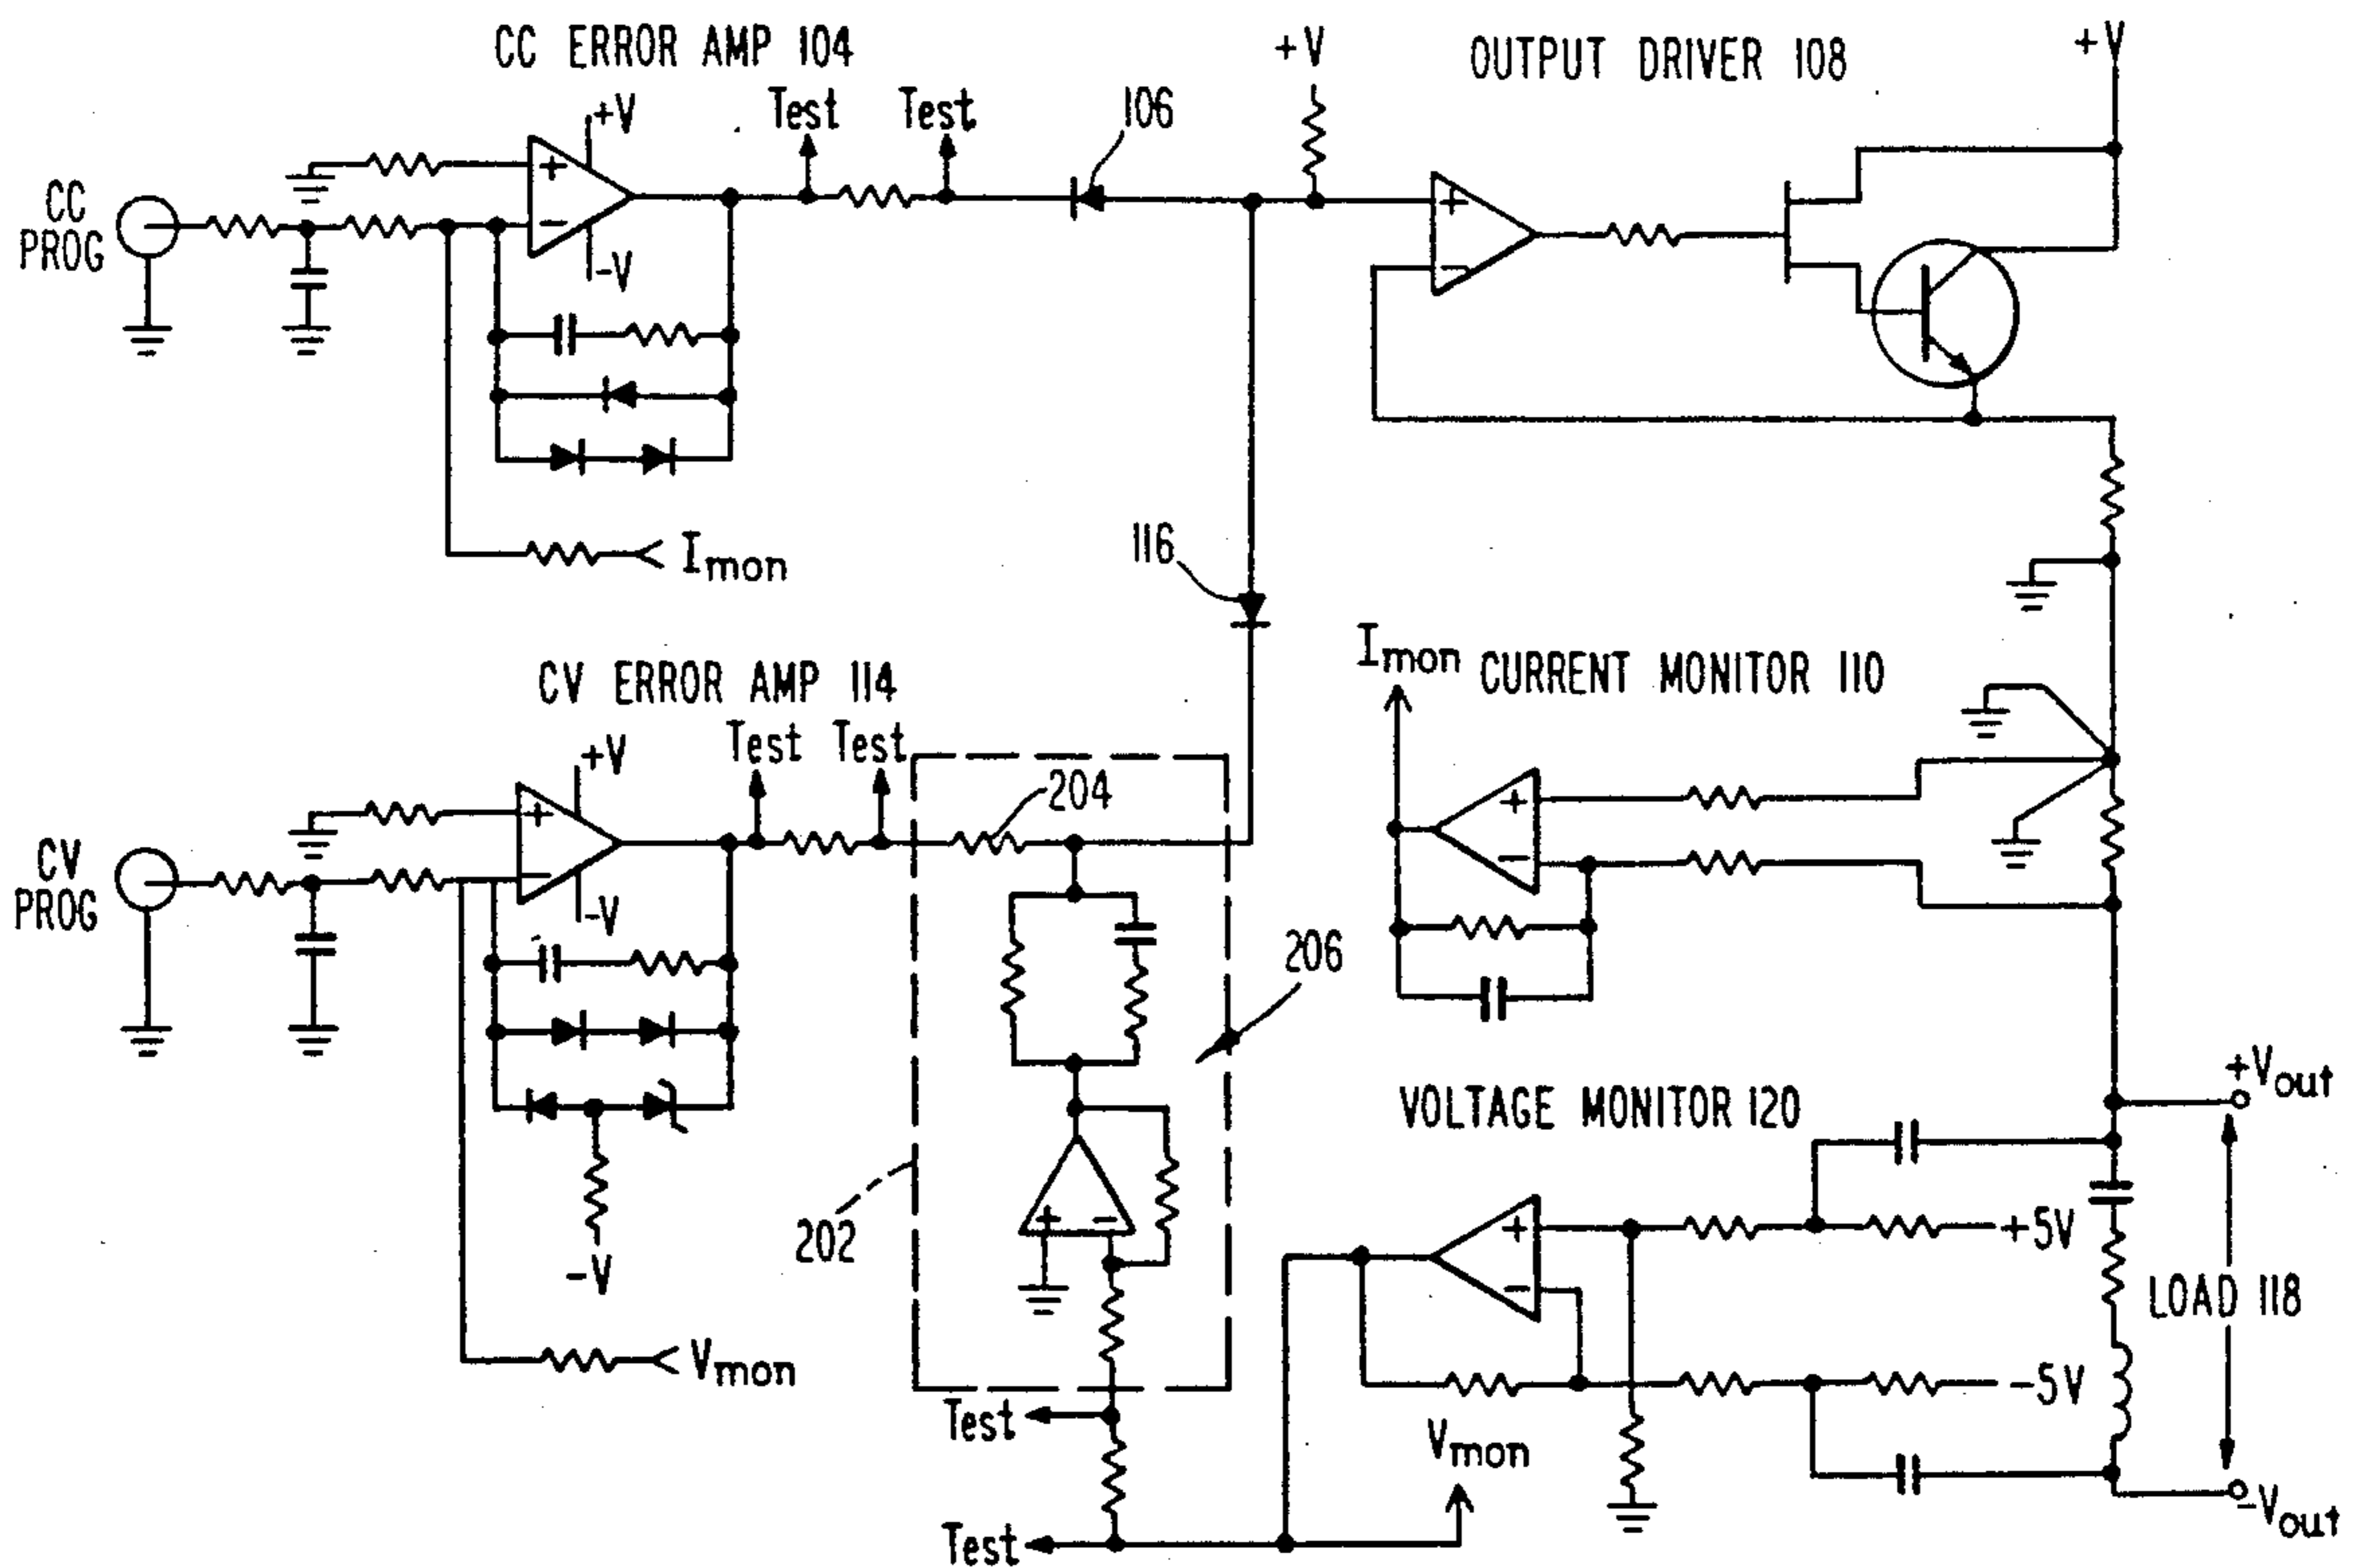 CC ERROR AMP 104
+V
OUTPUT DRIVER 108
+V
+V
Test
Test
106
+
-
CC
PROG
-V
+
-
Imon
116
Imon
CURRENT MONITOR 110
CV ERROR AMP 114
+V
Test
Test
204
+
-
+
-
CV
PROG
-V
206
VOLTAGE MONITOR 120
+Vout
202
+
-
+
-
+5V
LOAD 118
-V
Vmon
-5V
Test
Vmon
-Vout
Test